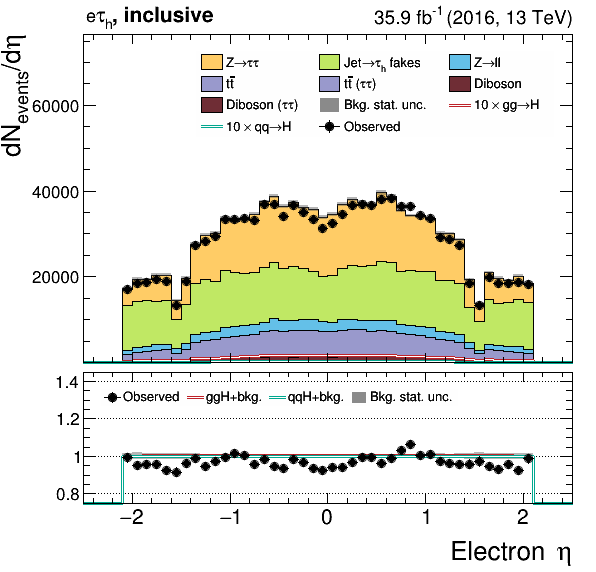 eτh, inclusive 35.9 fb⁻¹ (2016, 13 TeV)
dNevents/dη
60000
40000
20000
Z→ττ Jet→τh fakes Z→ll
tt̄ tt̄ (ττ) Diboson
Diboson (ττ) Bkg. stat. unc. 10 × gg→H
10 × qq→H Observed
1.4
1.2
1
0.8
Observed ggH+bkg. qqH+bkg. Bkg. stat. unc.
−2 −1 0 1 2
Electron η